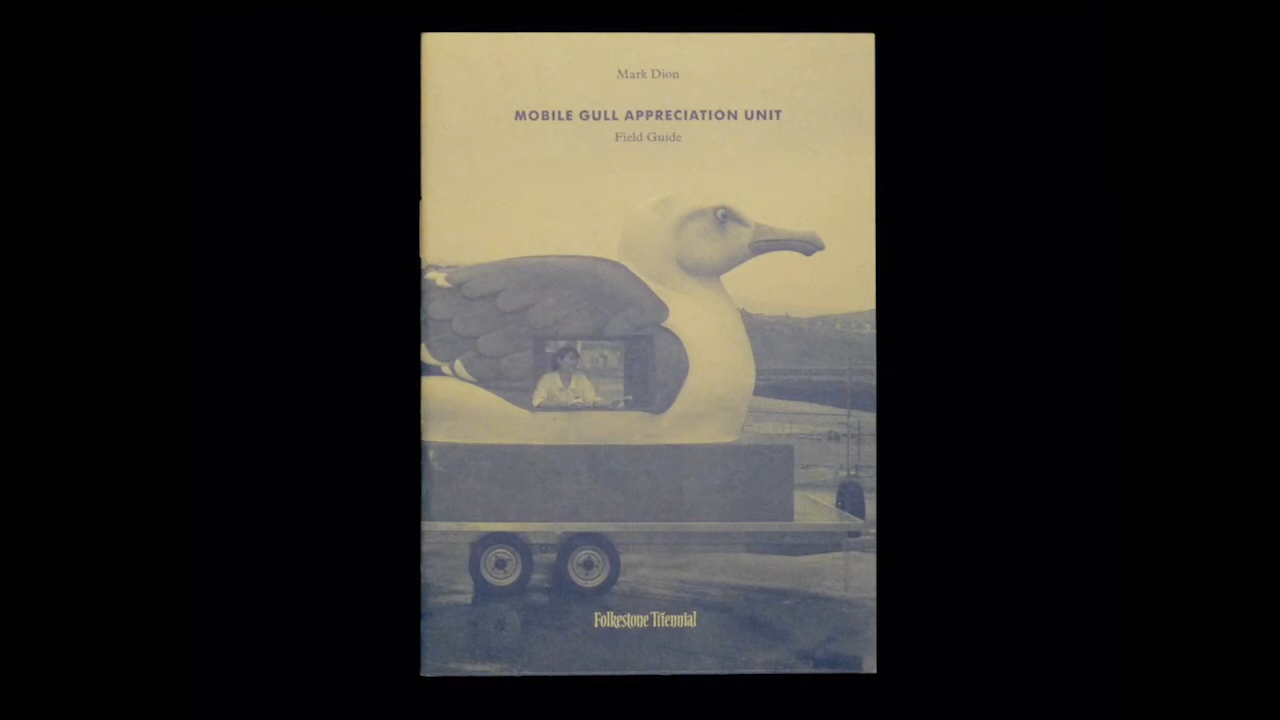 Mark Dion
MOBILE GULL APPRECIATION UNIT
Field Guide
Folkestone Triennial